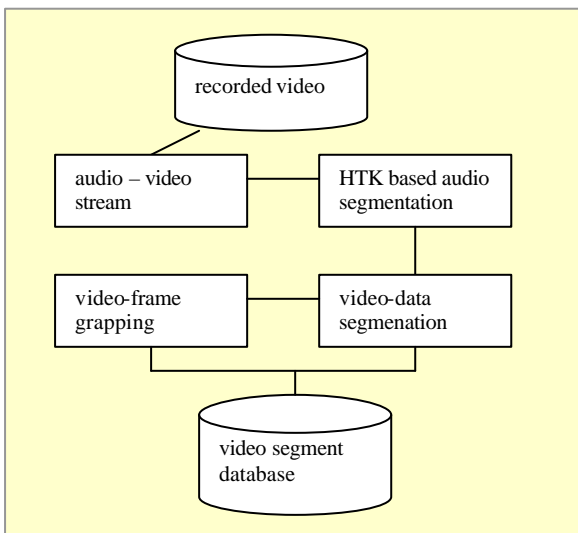 recorded video
audio – video
stream
HTK based audio
segmentation
video-frame
grapping
video-data
segmenation
video segment
database